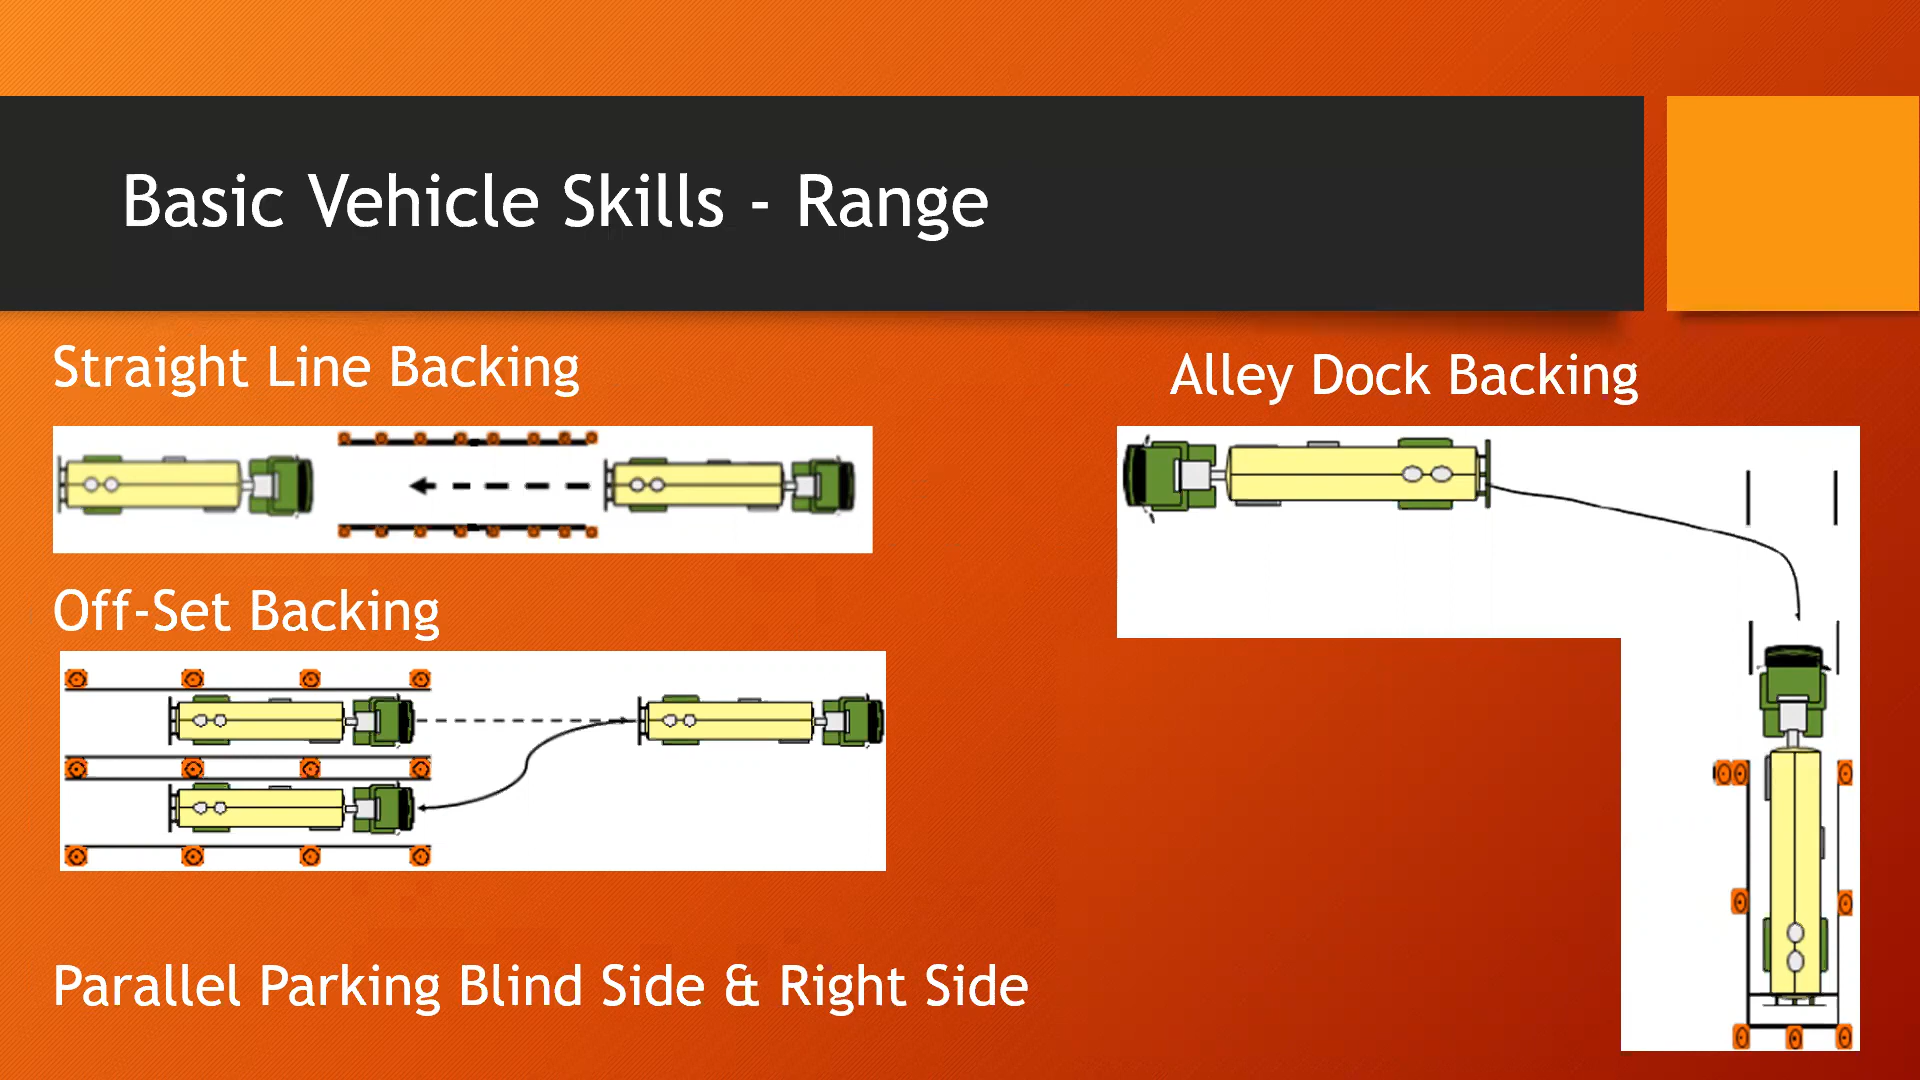 Basic Vehicle Skills - Range
Straight Line Backing
Alley Dock Backing
Off-Set Backing
Parallel Parking Blind Side & Right Side